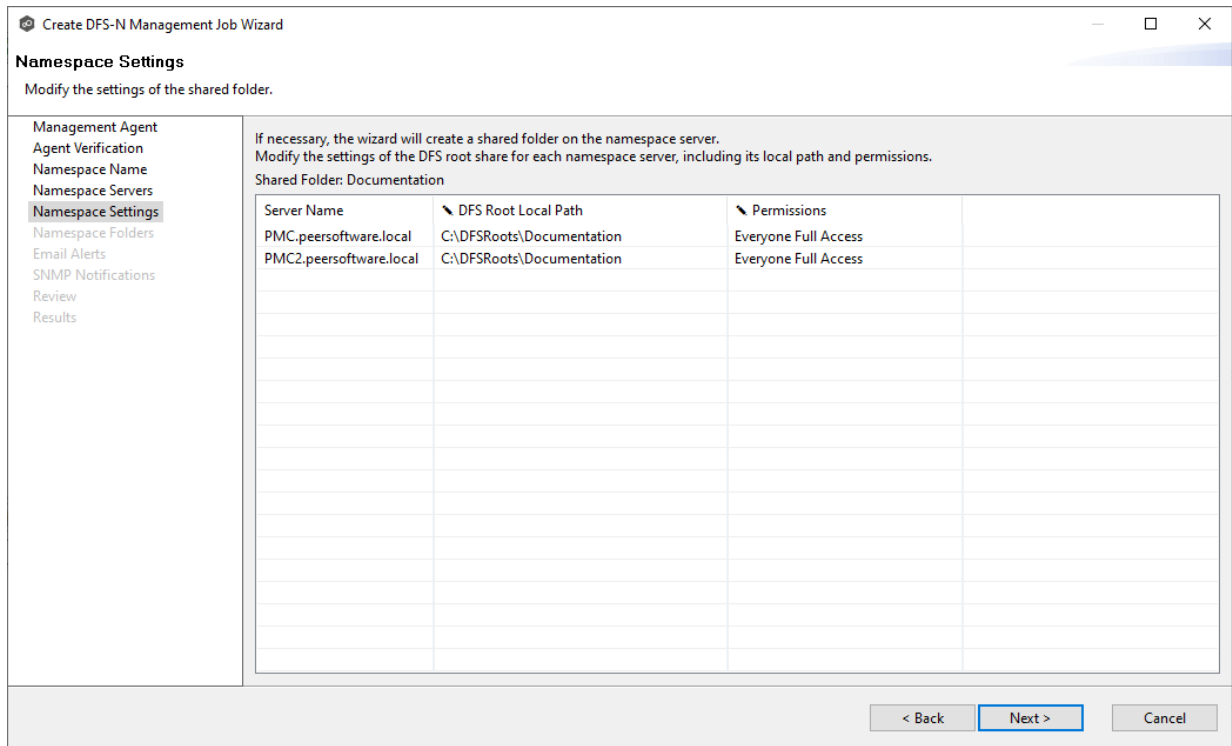 Create DFS-N Management Job Wizard
Namespace Settings
Modify the settings of the shared folder.
Management Agent
Agent Verification
Namespace Name
Namespace Servers
Namespace Settings
Namespace Folders
Email Alerts
SNMP Notifications
Review
Results
If necessary, the wizard will create a shared folder on the namespace server.
Modify the settings of the DFS root share for each namespace server, including its local path and permissions.
Shared Folder: Documentation
Server Name DFS Root Local Path Permissions
PMC.peersoftware.local C:\DFSRoots\Documentation Everyone Full Access
PMC2.peersoftware.local C:\DFSRoots\Documentation Everyone Full Access
< Back Next > Cancel